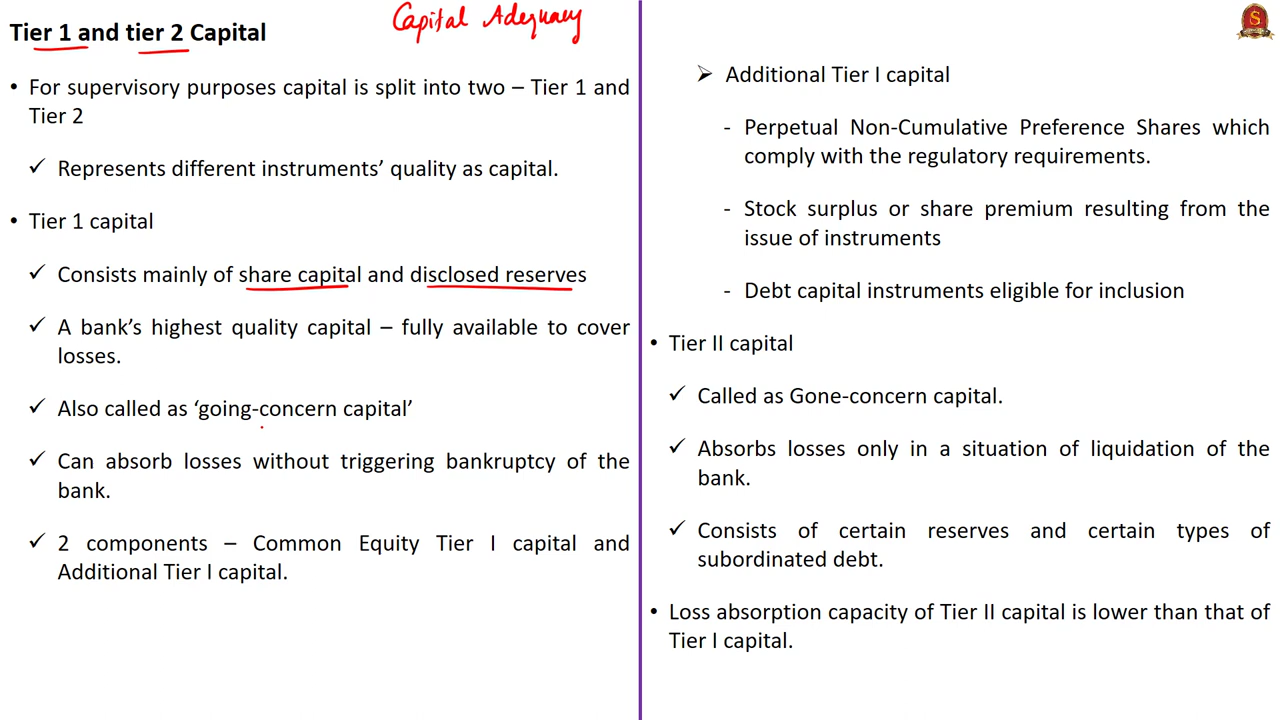 Tier 1 and tier 2 Capital
Capital Adequacy
• For supervisory purposes capital is split into two – Tier 1 and
Tier 2
✓ Represents different instruments’ quality as capital.
• Tier 1 capital
✓ Consists mainly of share capital and disclosed reserves
✓ A bank’s highest quality capital – fully available to cover
losses.
✓ Also called as ‘going-concern capital’
✓ Can absorb losses without triggering bankruptcy of the
bank.
✓ 2 components – Common Equity Tier I capital and
Additional Tier I capital.
➢ Additional Tier I capital
- Perpetual Non-Cumulative Preference Shares which
comply with the regulatory requirements.
- Stock surplus or share premium resulting from the
issue of instruments
- Debt capital instruments eligible for inclusion
• Tier II capital
✓ Called as Gone-concern capital.
✓ Absorbs losses only in a situation of liquidation of the
bank.
✓ Consists of certain reserves and certain types of
subordinated debt.
• Loss absorption capacity of Tier II capital is lower than that of
Tier I capital.